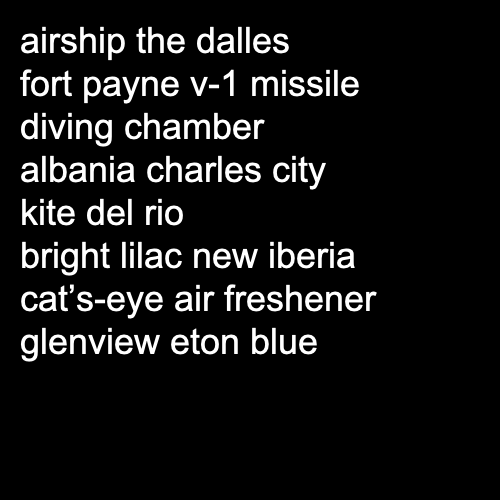 airship the dalles
fort payne v-1 missile
diving chamber
albania charles city
kite del rio
bright lilac new iberia
cat’s-eye air freshener
glenview eton blue